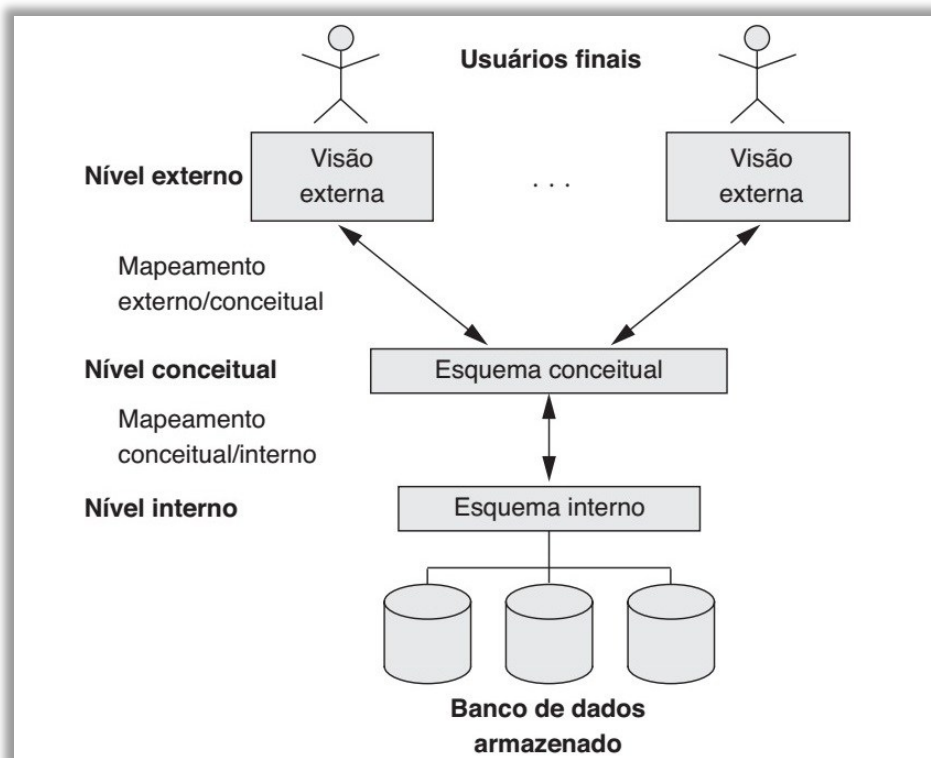 Usuários finais
Nível externo
Visão
externa
. . .
Visão
externa
Mapeamento
externo/conceitual
Nível conceitual
Esquema conceitual
Mapeamento
conceitual/interno
Nível interno
Esquema interno
Banco de dados
armazenado